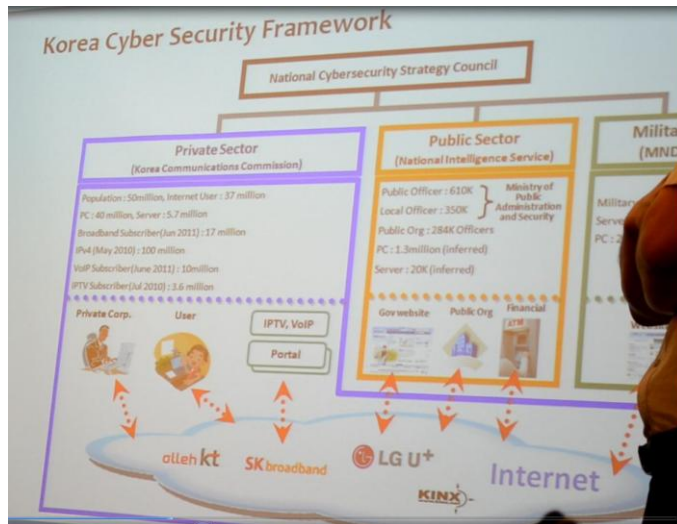 Korea Cyber Security Framework
National Cybersecurity Strategy Council
Private Sector
(Korea Communications Commission)
Population : 50million, Internet User : 37 million
PC : 40 million, Server : 5.7 million
Broadband Subscriber(Jun 2011) : 17 million
IPv4 (May 2010) : 100 million
VoIP Subscriber(June 2011) : 10million
IPTV Subscriber(Jul 2010) : 3.6 million
Private Corp.
User
IPTV, VoIP
Portal
Public Sector
(National Intelligence Service)
Public Officer : 610K
Local Officer : 350K
Ministry of
Public
Administration
and Security
Public Org : 284K Officers
PC : 1.3million (inferred)
Server : 20K (inferred)
Gov website
Public Org
Financial
ATM
Milita
(MND
Military
Serve
PC : 2
olleh kt
SK broadband
LG U+
KINX
Internet